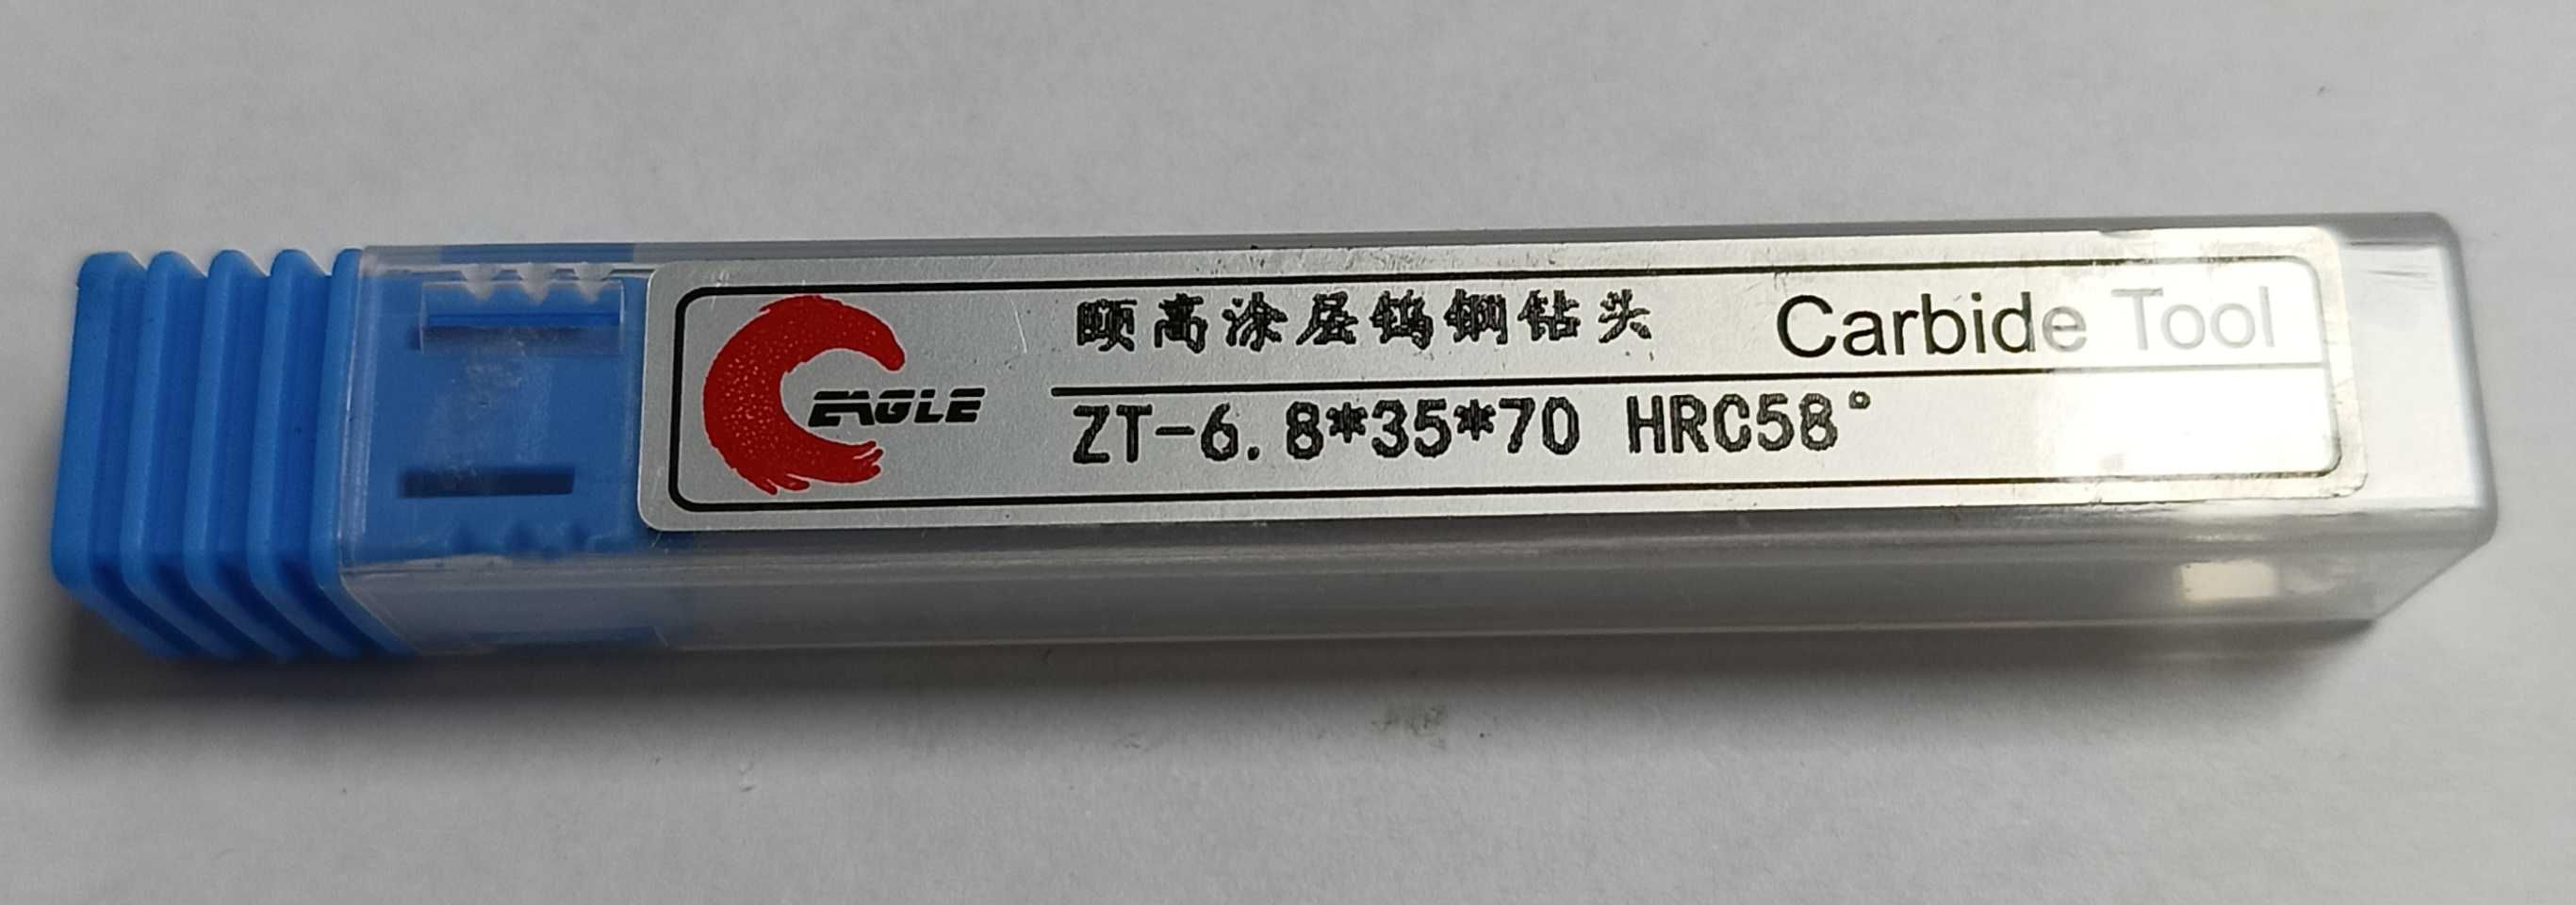 EAGLE
颐高涂层钨钢钻头 Carbide Tool
ZT-6.8*35*70 HRC58°